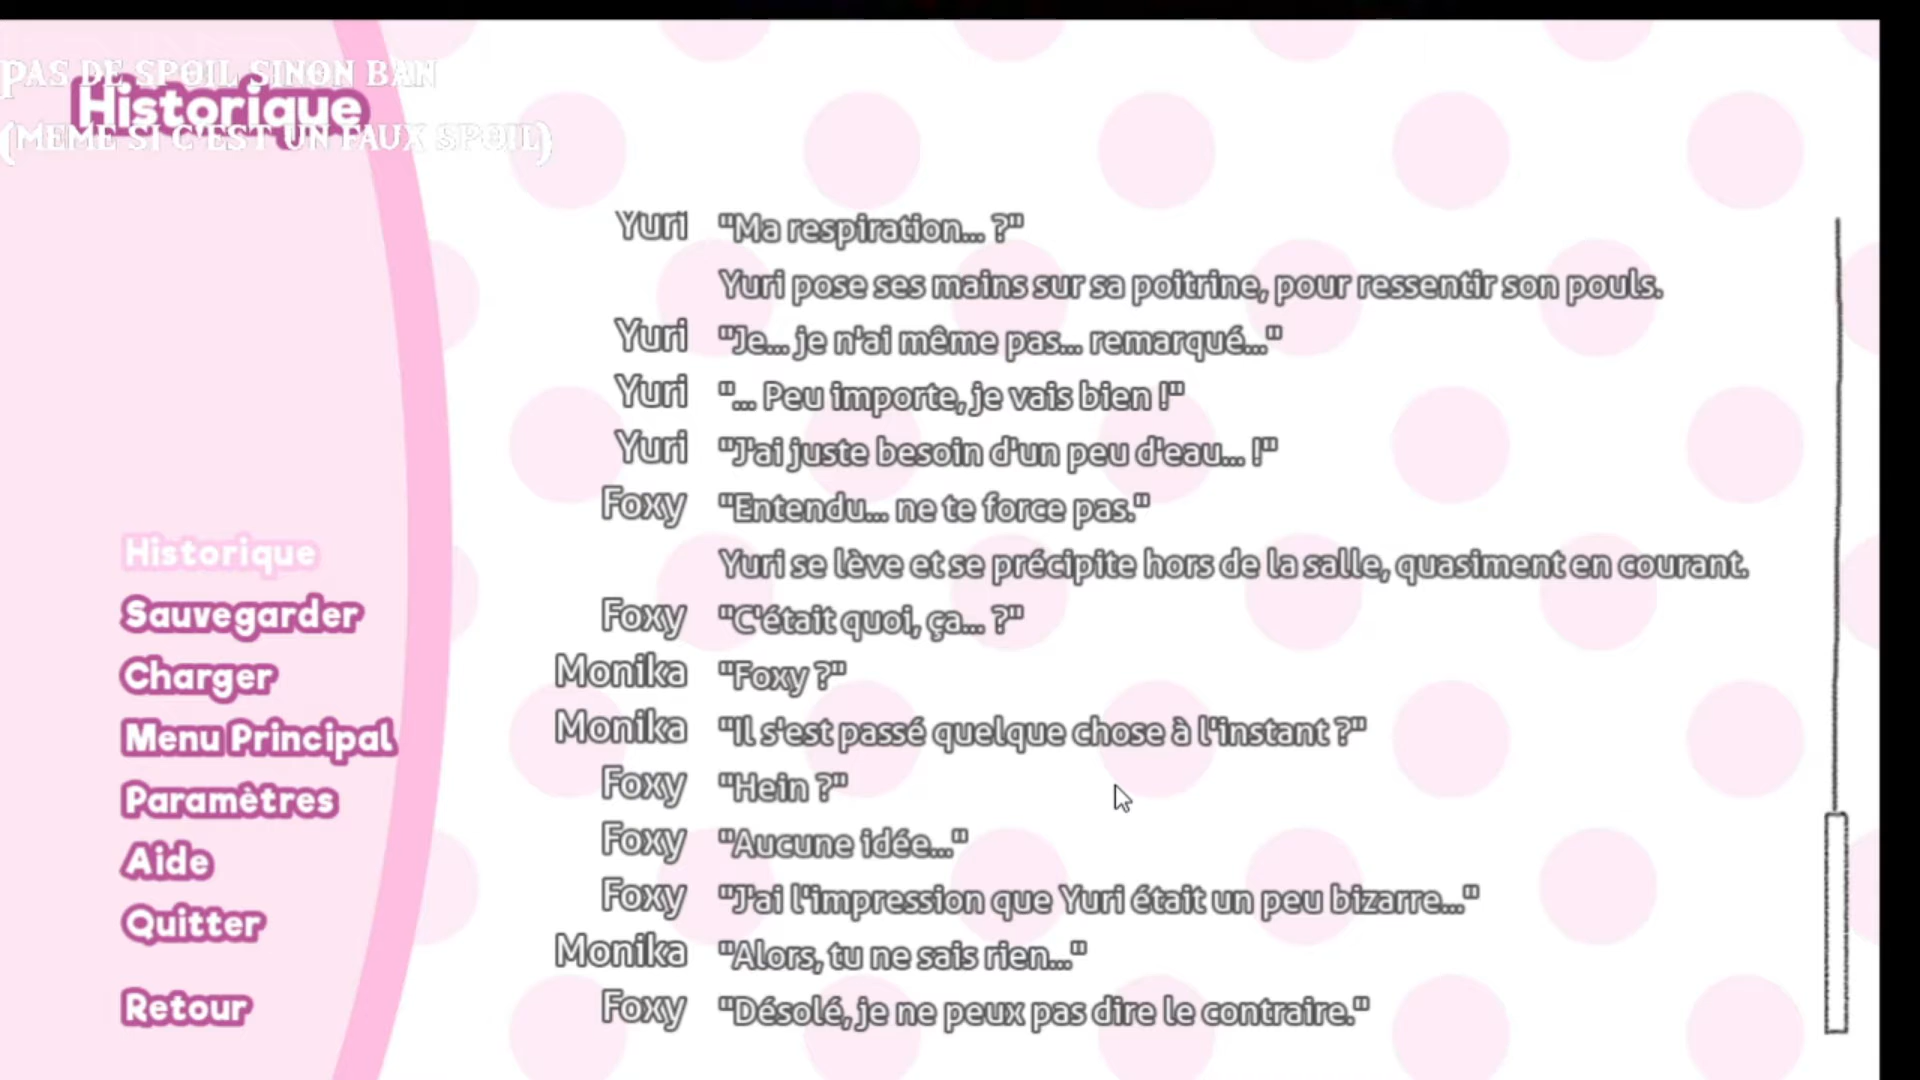 PAS DE SPOIL SINON BAN
Historique
(MEME SI C'EST UN FAUX SPOIL)
Yuri "Ma respiration... ?"
Yuri pose ses mains sur sa poitrine, pour ressentir son pouls.
Yuri "Je... je n'ai même pas... remarqué..."
Yuri "... Peu importe, je vais bien !"
Yuri "J'ai juste besoin d'un peu d'eau... !"
Foxy "Entendu... ne te force pas."
Yuri se lève et se précipite hors de la salle, quasiment en courant.
Foxy "C'était quoi, ça... ?"
Monika "Foxy ?"
Monika "Il s'est passé quelque chose à l'instant ?"
Foxy "Hein ?"
Foxy "Aucune idée..."
Foxy "J'ai l'impression que Yuri était un peu bizarre..."
Monika "Alors, tu ne sais rien..."
Foxy "Désolé, je ne peux pas dire le contraire."
Historique
Sauvegarder
Charger
Menu Principal
Paramètres
Aide
Quitter
Retour